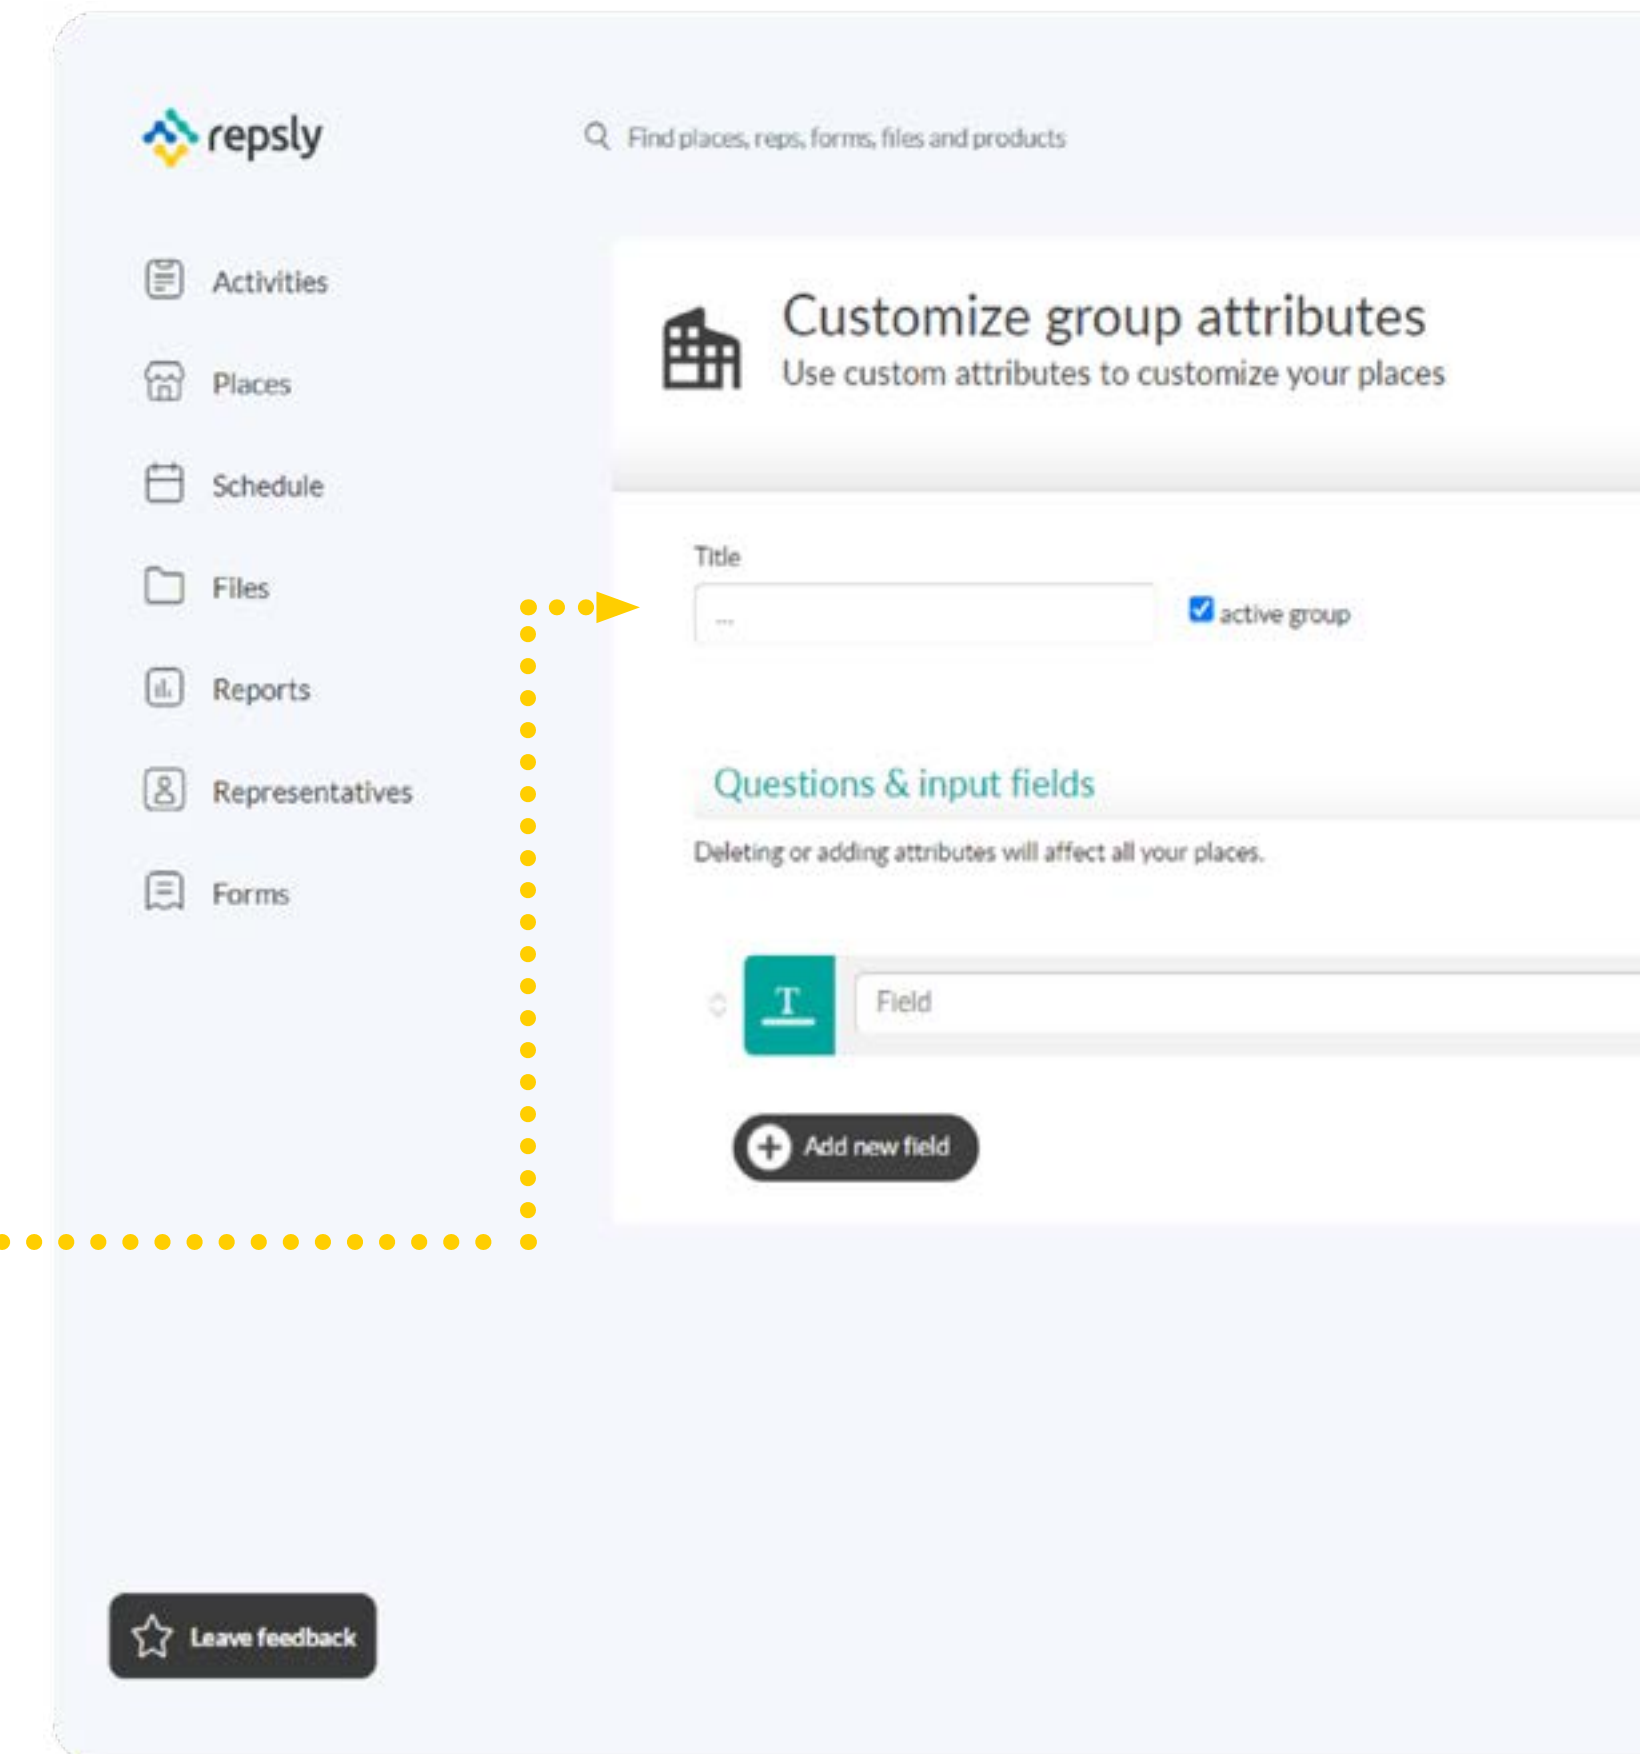 repsly
Find places, reps, forms, files and products
Activities
Places
Schedule
Files
Reports
Representatives
Forms
Customize group attributes
Use custom attributes to customize your places
Title
...
active group
Questions & input fields
Deleting or adding attributes will affect all your places.
T
Field
Add new field
Leave feedback